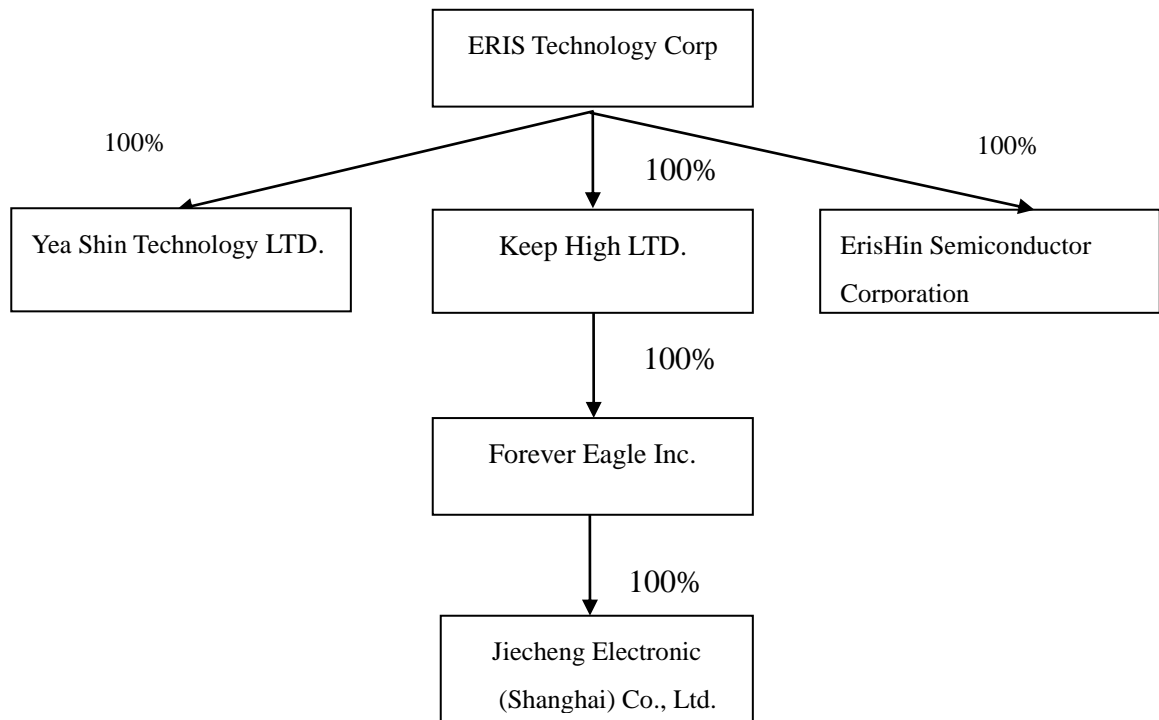 ERIS Technology Corp
100%
100%
100%
Yea Shin Technology LTD.
Keep High LTD.
ErisHin Semiconductor
Corporation
100%
Forever Eagle Inc.
100%
Jiecheng Electronic
(Shanghai) Co., Ltd.